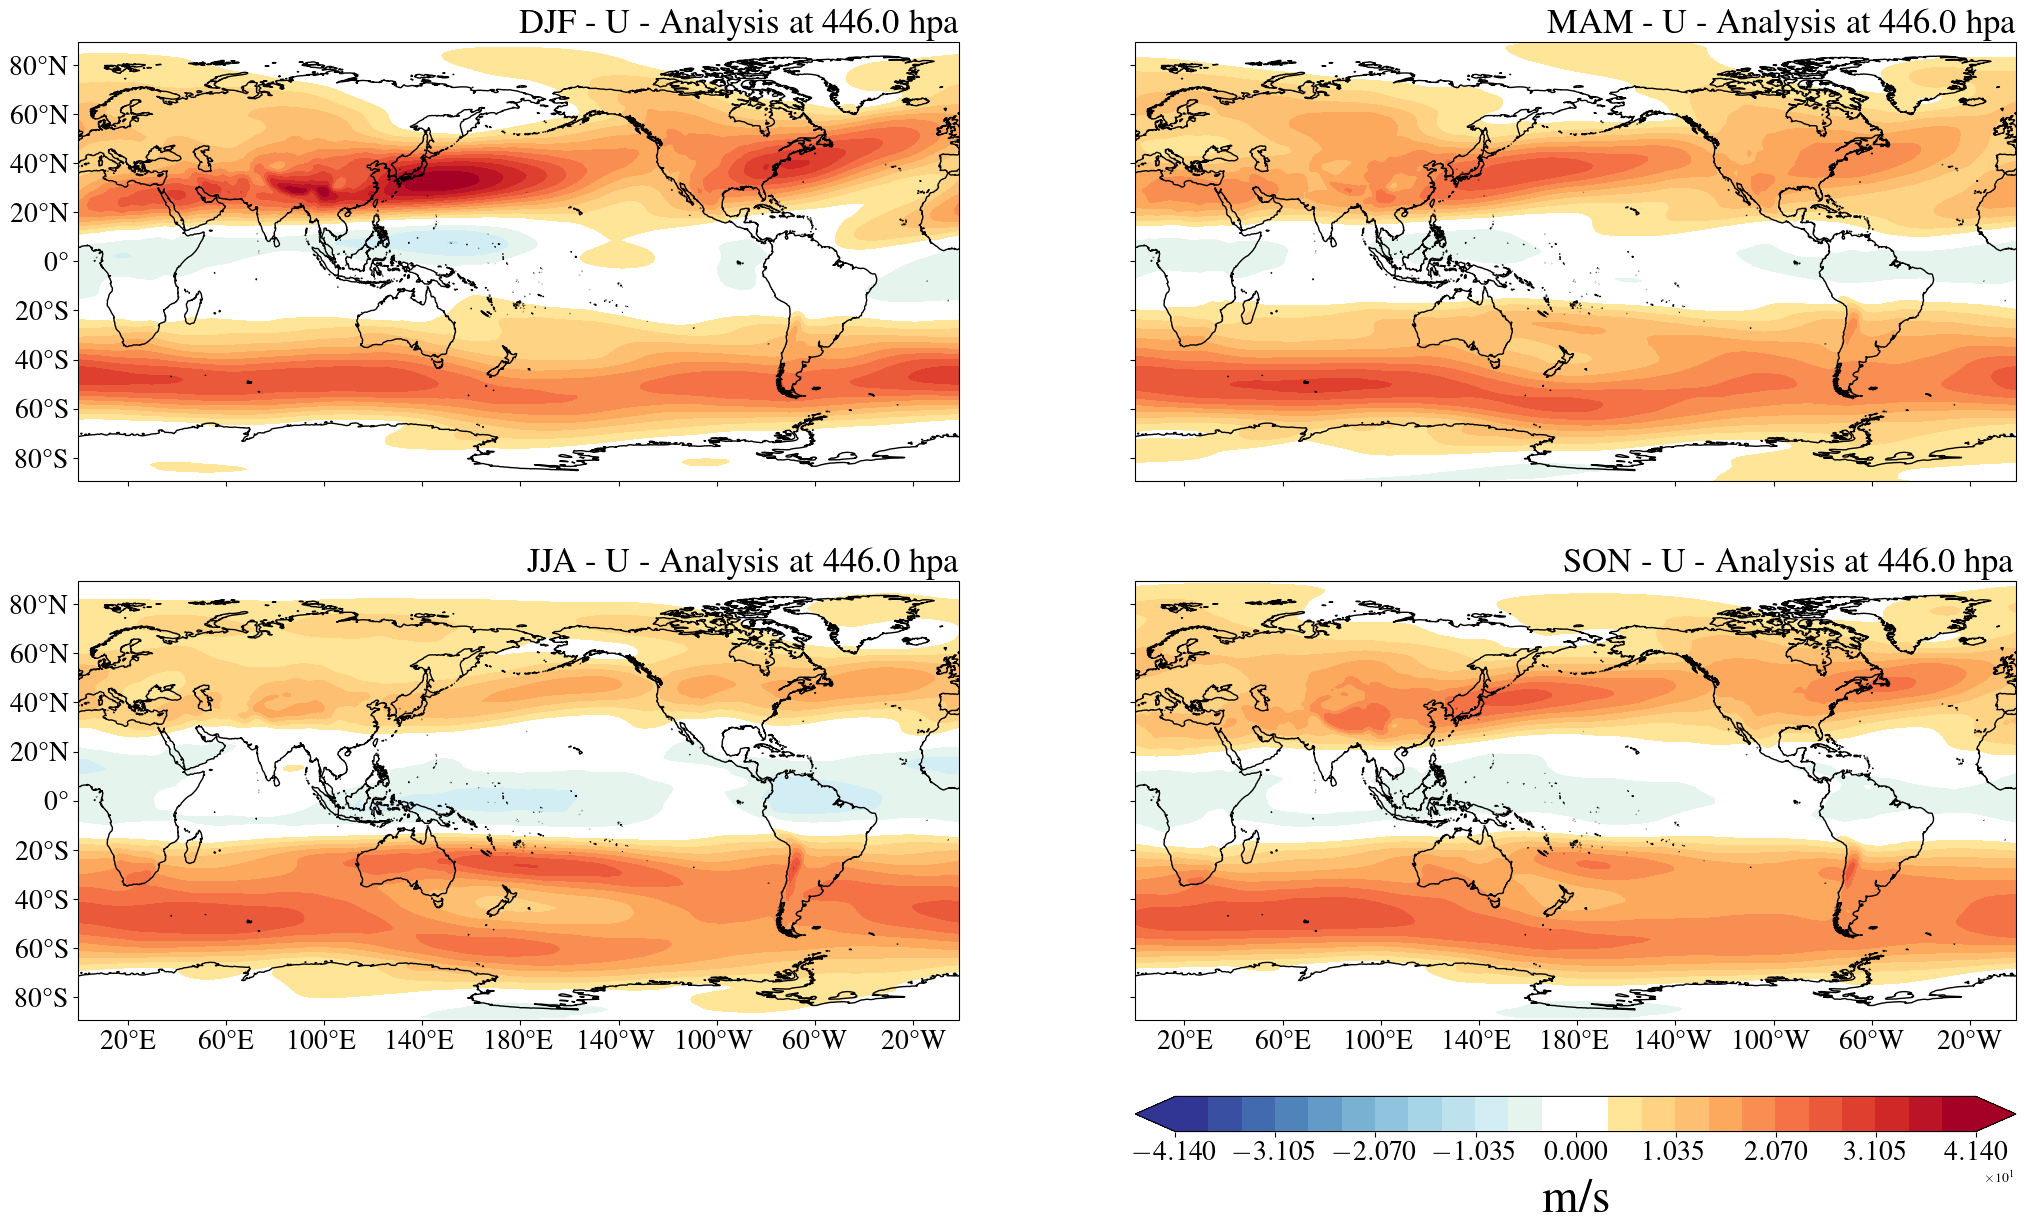 DJF - U - Analysis at 446.0 hpa
MAM - U - Analysis at 446.0 hpa
80°N
60°N
40°N
20°N
0°
20°S
40°S
60°S
80°S
JJA - U - Analysis at 446.0 hpa
SON - U - Analysis at 446.0 hpa
80°N
60°N
40°N
20°N
0°
20°S
40°S
60°S
80°S
20°E 60°E 100°E 140°E 180°E 140°W 100°W 60°W 20°W
20°E 60°E 100°E 140°E 180°E 140°W 100°W 60°W 20°W
−4.140 −3.105 −2.070 −1.035 0.000 1.035 2.070 3.105 4.140
×10¹
m/s